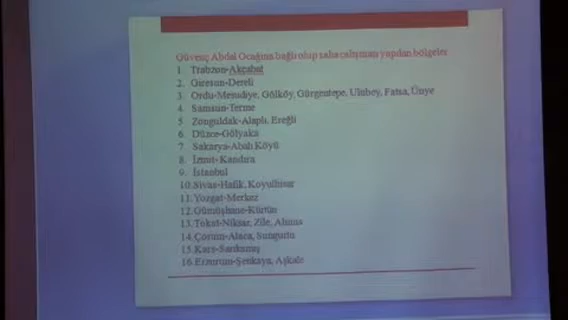 Güvenç Abdal Ocağına bağlı olup saha çalışması yapılan bölgeler
1. Trabzon-Akçaabat
2. Giresun-Dereli
3. Ordu-Mesudiye, Gölköy, Gürgentepe, Ulubey, Fatsa, Ünye
4. Samsun-Terme
5. Zonguldak-Alaplı, Ereğli
6. Düzce-Gölyaka
7. Sakarya-Abalı Köyü
8. İzmit-Kandıra
9. İstanbul
10.Sivas-Hafik, Koyulhisar
11.Yozgat-Merkez
12.Gümüşhane-Kürtün
13.Tokat-Niksar, Zile, Almus
14.Çorum-Alaca, Sungurlu
15.Kars-Sarıkamış
16.Erzurum-Şenkaya, Aşkale